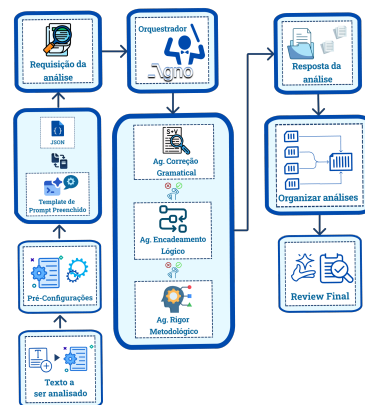 Requisição da
análise
Orquestrador
Agno
Resposta da
análise
JSON
Template de
Prompt Preenchido
S V
Ag. Correção
Gramatical
Ag. Encadeamento
Lógico
Ag. Rigor
Metodológico
Organizar análises
Pré-Configurações
Review Final
T
Texto a
ser analisado